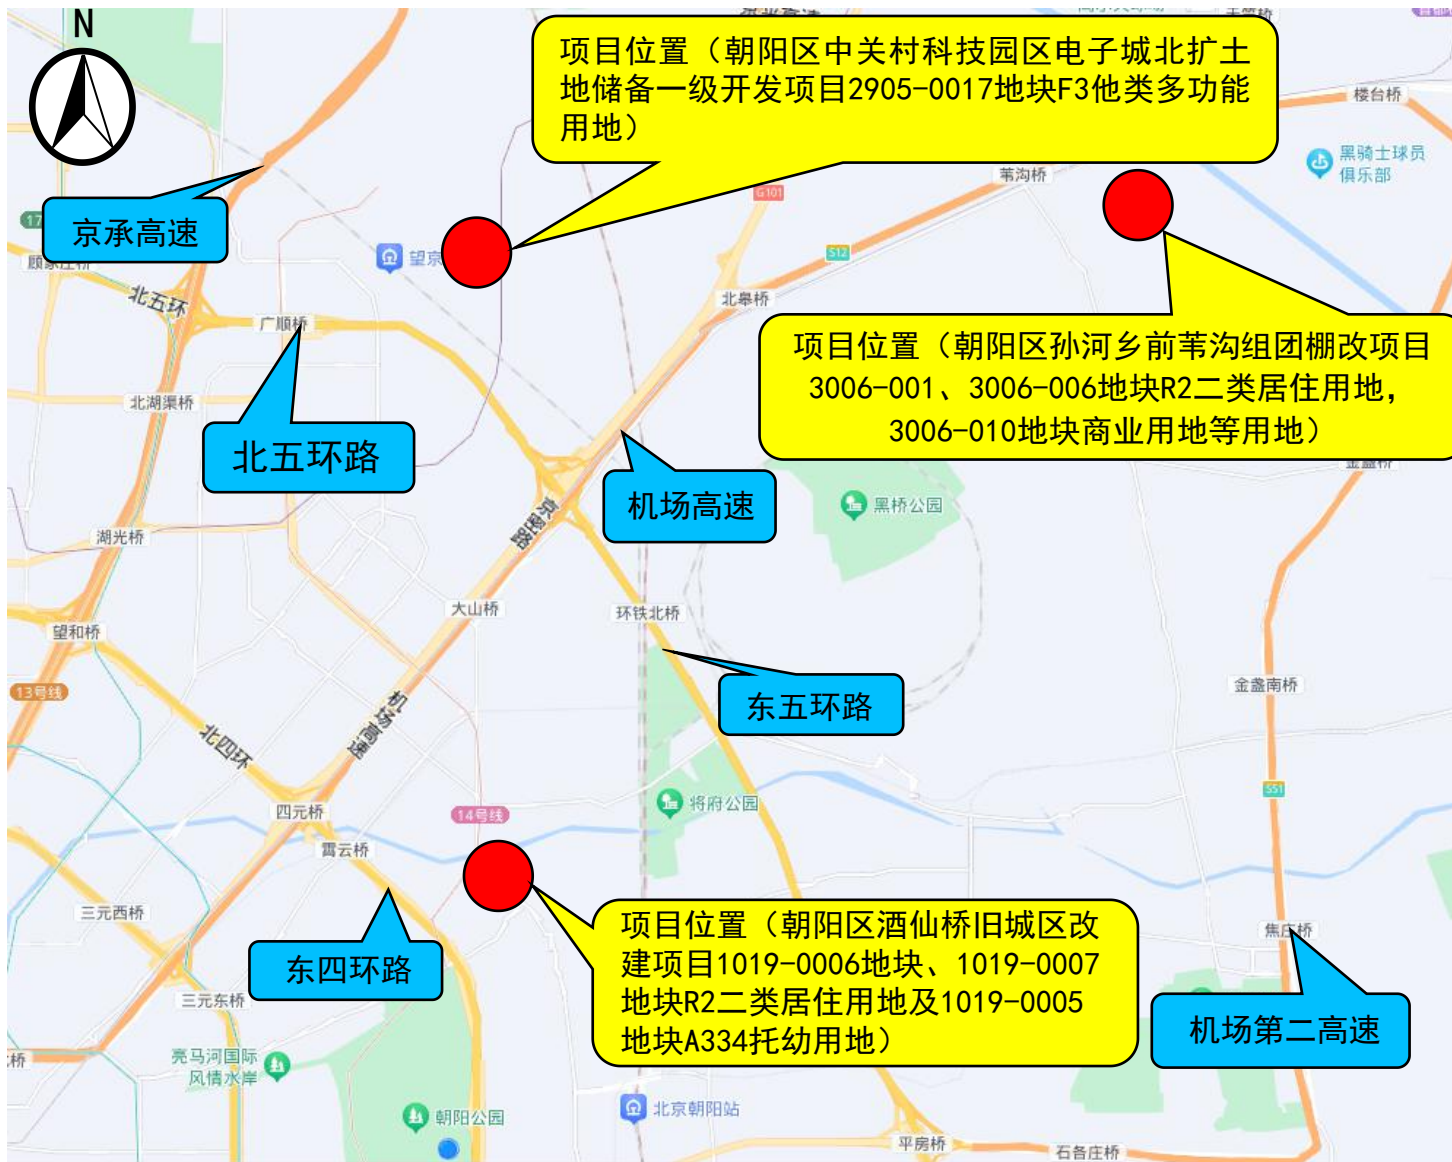 N
项目位置（朝阳区中关村科技园区电子城北扩土
地储备一级开发项目2905-0017地块F3他类多功能
用地）
楼台桥
黑骑士球员
俱乐部
苇沟桥
G101
京承高速
望京
S12
北五环
广顺桥
北皋桥
项目位置（朝阳区孙河乡前苇沟组团棚改项目
3006-001、3006-006地块R2二类居住用地，
3006-010地块商业用地等用地）
北湖渠桥
北五环路
机场高速
黑桥公园
京密路
湖光桥
大山桥
环铁北桥
望和桥
13号线
金盏南桥
东五环路
机场高速
北四环
S51
将府公园
四元桥
14号线
霄云桥
三元西桥
项目位置（朝阳区酒仙桥旧城区改
建项目1019-0006地块、1019-0007
地块R2二类居住用地及1019-0005
地块A334托幼用地）
焦庄桥
东四环路
三元东桥
机场第二高速
亮马河国际
风情水岸
朝阳公园
北京朝阳站
平房桥
石各庄桥